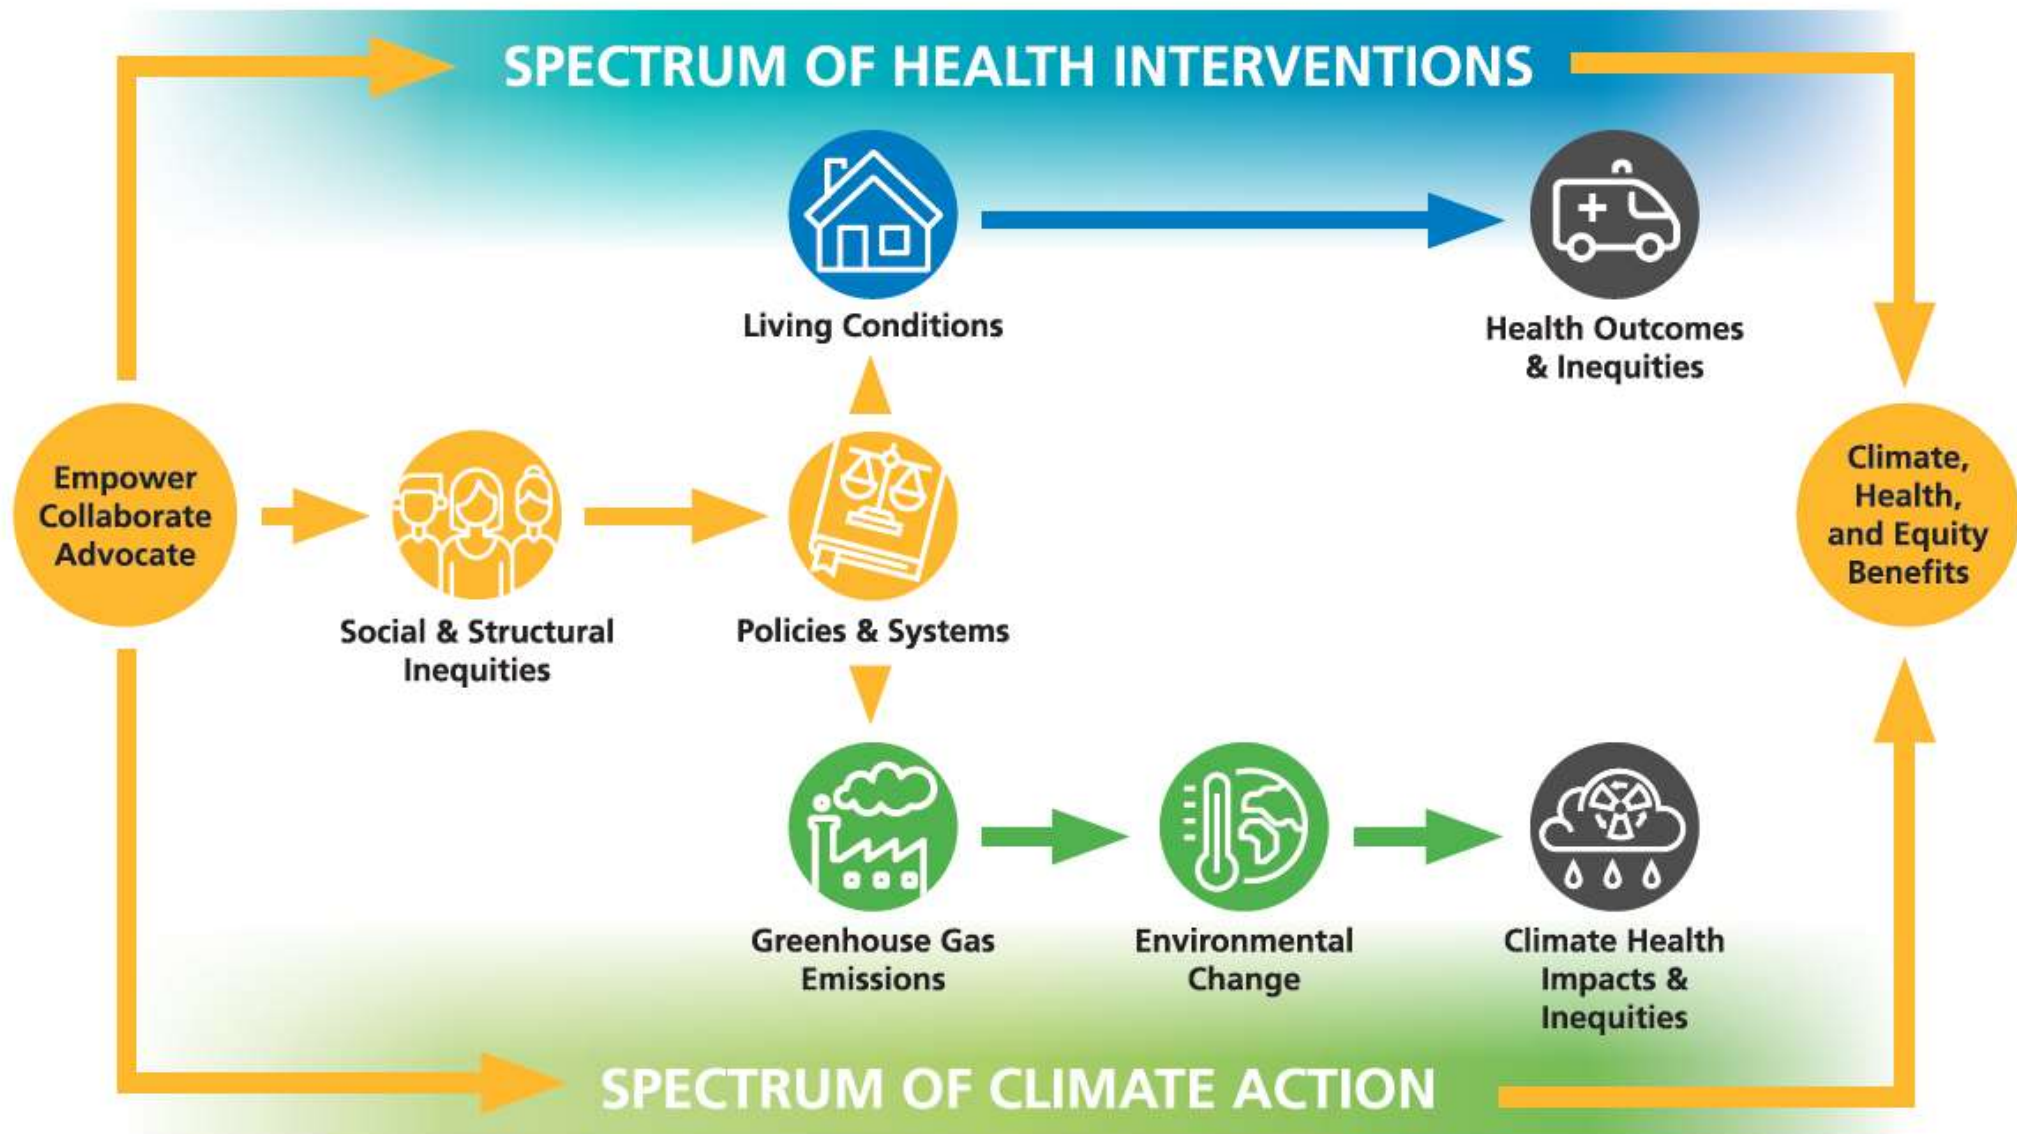 SPECTRUM OF HEALTH INTERVENTIONS
Living Conditions
Health Outcomes
& Inequities
Empower
Collaborate
Advocate
Social & Structural
Inequities
Policies & Systems
Climate,
Health,
and Equity
Benefits
Greenhouse Gas
Emissions
Environmental
Change
Climate Health
Impacts &
Inequities
SPECTRUM OF CLIMATE ACTION